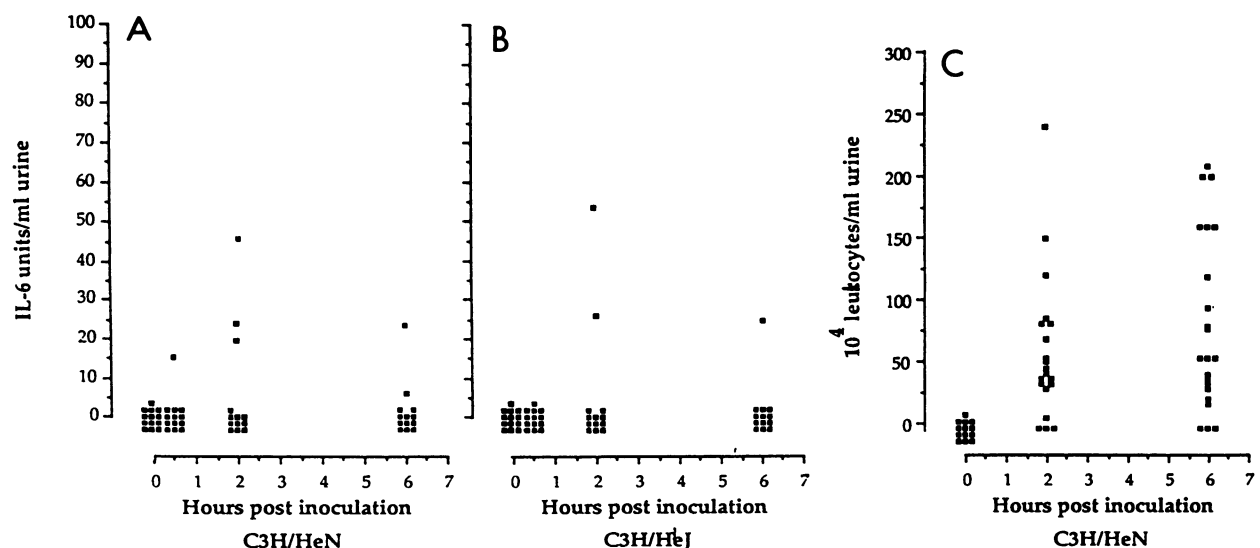 A
IL-6 units/ml urine
100
90
80
70
60
50
40
30
20
10
0
0 1 2 3 4 5 6 7
Hours post inoculation
C3H/HeN
B
0 1 2 3 4 5 6 7
Hours post inoculation
C3H/HeJ
C
10⁴ leukocytes/ml urine
300
250
200
150
100
50
0
0 1 2 3 4 5 6 7
Hours post inoculation
C3H/HeN